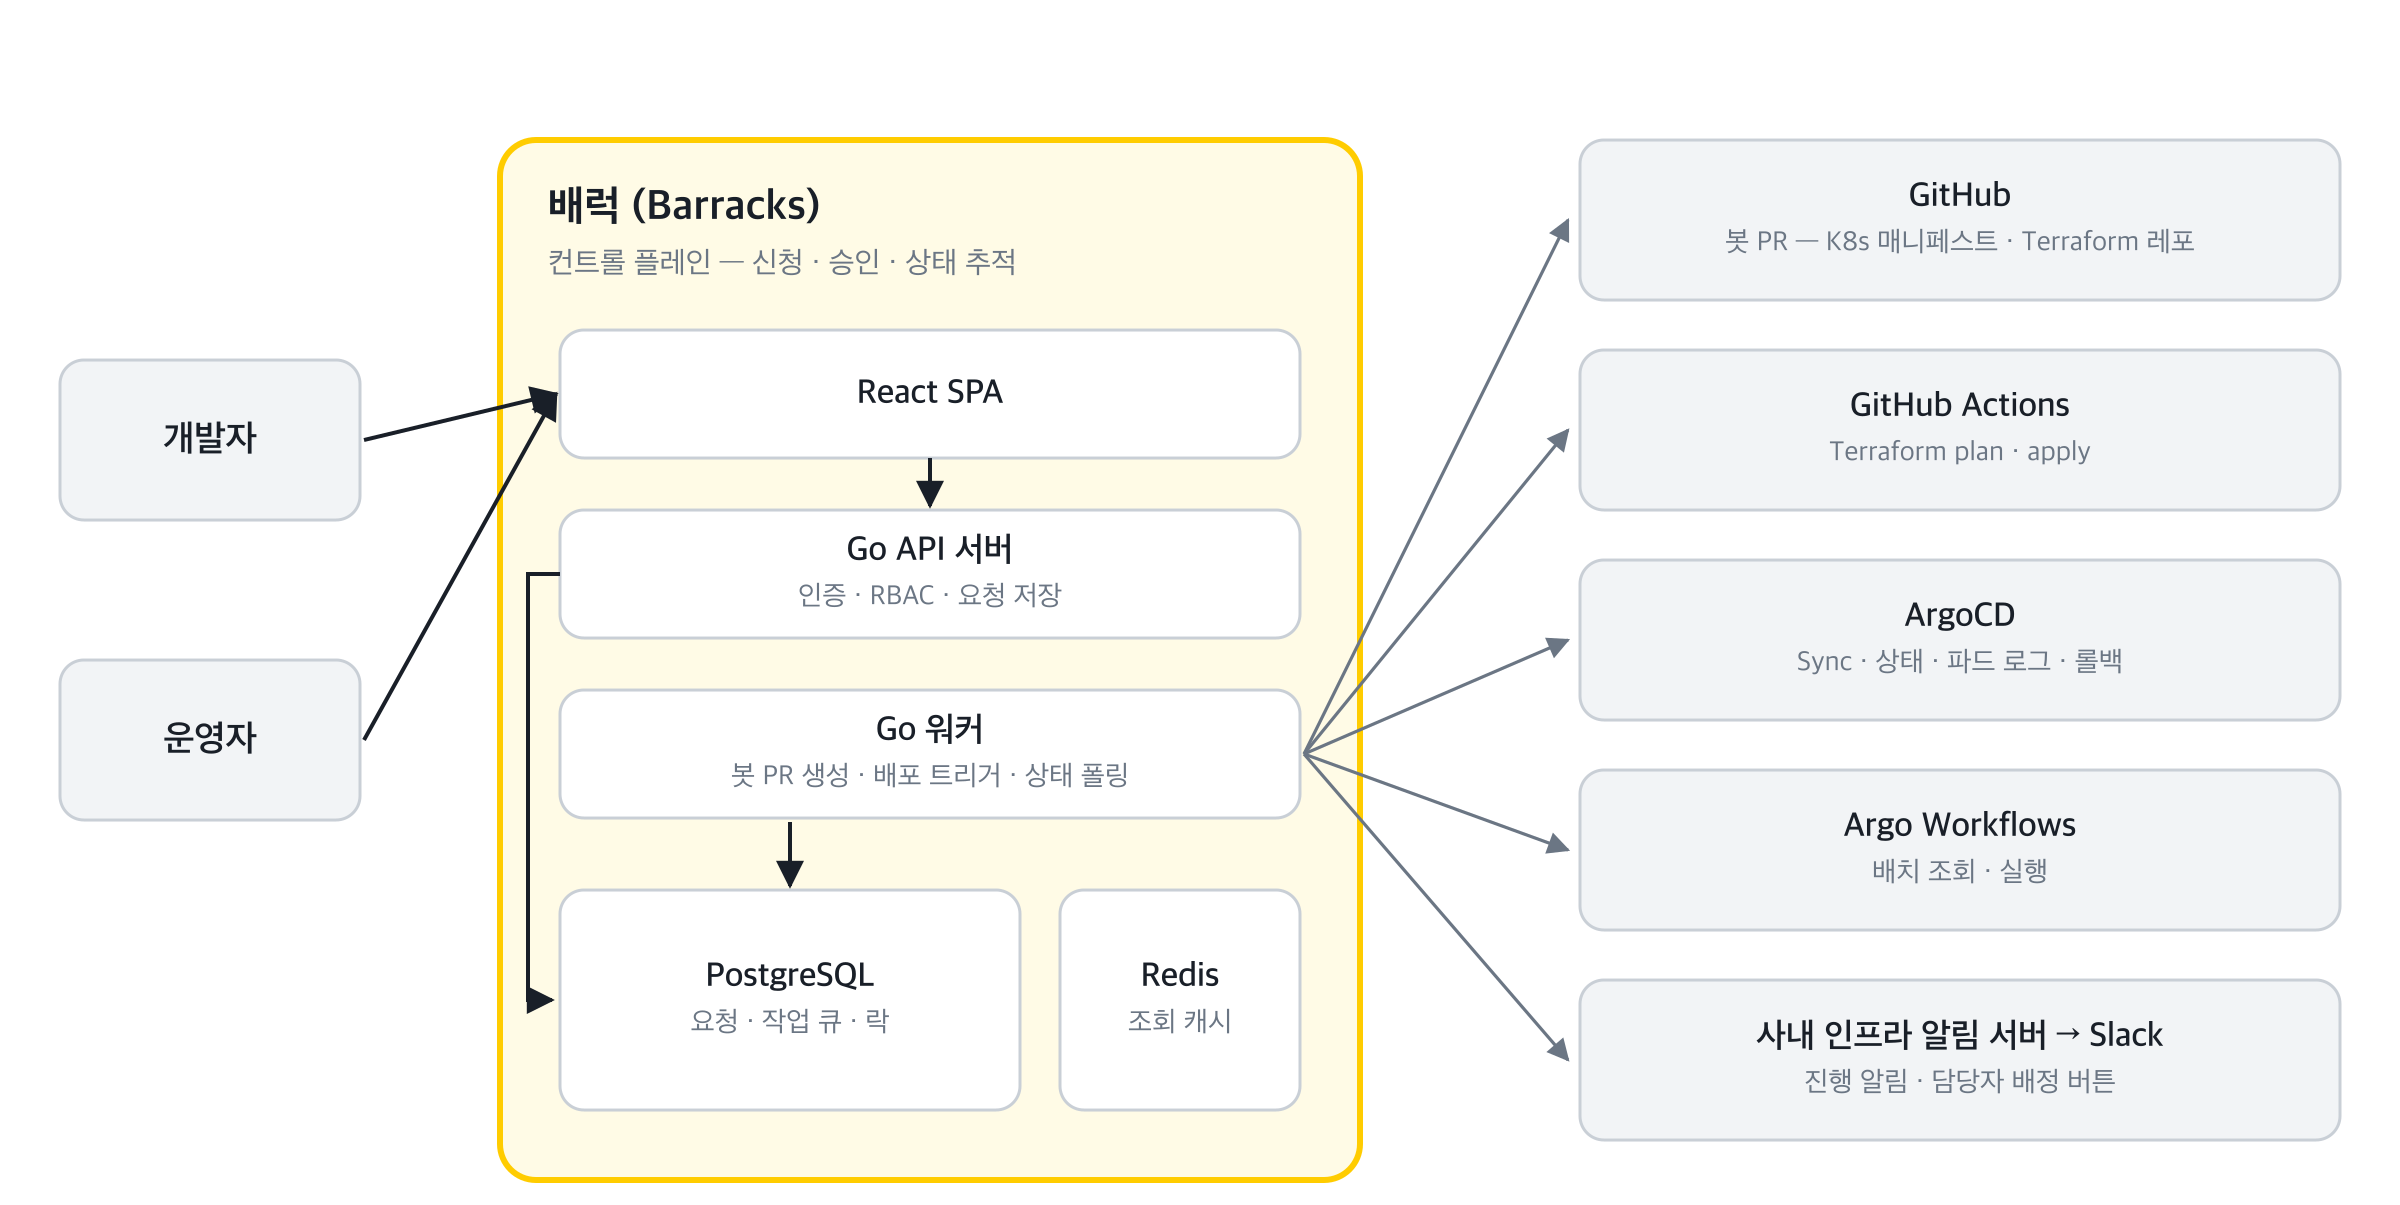 개발자
운영자
배럭 (Barracks)
컨트롤 플레인 — 신청 · 승인 · 상태 추적
React SPA
Go API 서버
인증 · RBAC · 요청 저장
Go 워커
봇 PR 생성 · 배포 트리거 · 상태 폴링
PostgreSQL
요청 · 작업 큐 · 락
Redis
조회 캐시
GitHub
봇 PR — K8s 매니페스트 · Terraform 레포
GitHub Actions
Terraform plan · apply
ArgoCD
Sync · 상태 · 파드 로그 · 롤백
Argo Workflows
배치 조회 · 실행
사내 인프라 알림 서버 → Slack
진행 알림 · 담당자 배정 버튼